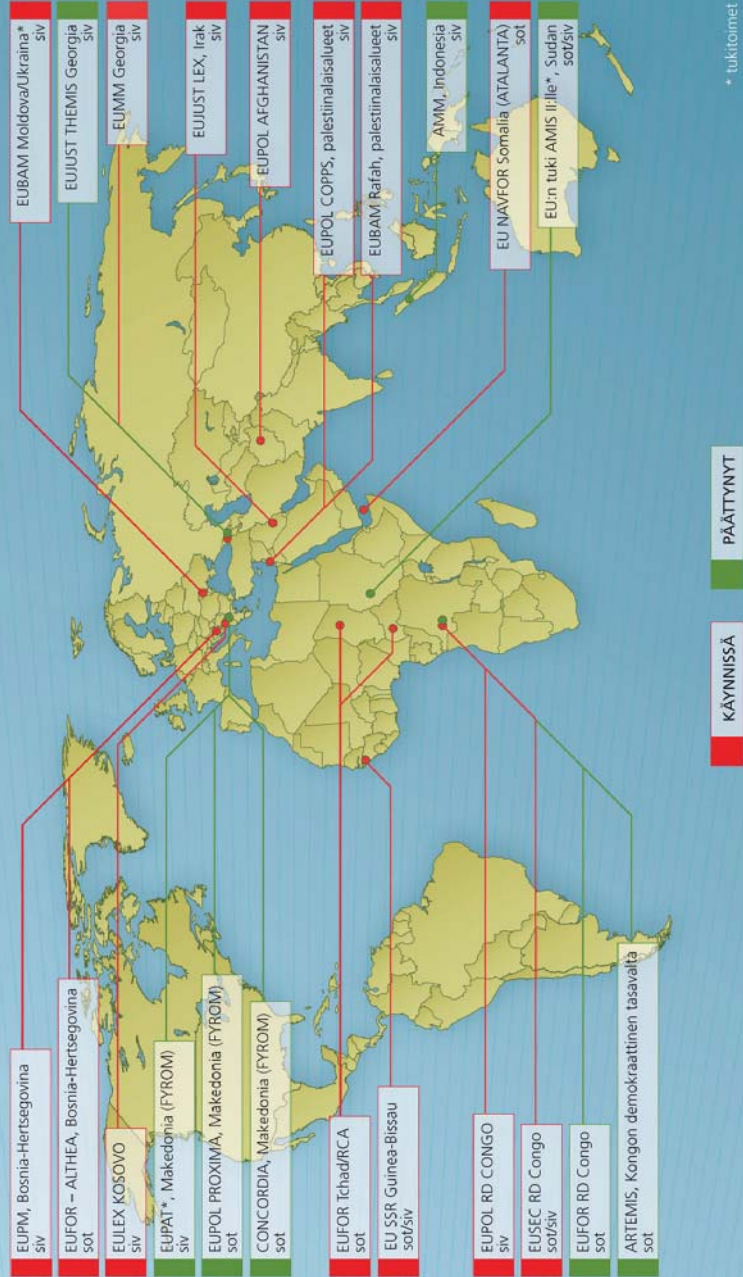 EUPM, Bosnia-Hertsegovina
siv
EUFOR – ALTHEA, Bosnia-Hertsegovina
sot
EULEX KOSOVO
siv
EUPAT*, Makedonia (FYROM)
siv
EUPOL PROXIMA, Makedonia (FYROM)
sot
CONCORDIA, Makedonia (FYROM)
sot
EUFOR Tchad/RCA
sot
EU SSR Guinea-Bissau
sot/siv
EUPOL RD CONGO
siv
EUSEC RD Congo
sot/siv
EUFOR RD Congo
sot
ARTEMIS, Kongon demokraattinen tasavalta
sot
EUBAM Moldova/Ukraina*
siv
EUJUST THEMIS Georgia
siv
EUMM Georgia
siv
EUJUST LEX, Irak
siv
EUPOL AFGHANISTAN
siv
EUPOL COPPS, palestiinalaisalueet
siv
EUBAM Rafah, palestiinalaisalueet
siv
AMM, Indonesia
siv
EU NAVFOR Somalia (ATALANTA)
sot
EU:n tuki AMIS II:lle*, Sudan
sot/siv
KÄYNNISSÄ
PÄÄTTYNYT
* tukitoimet